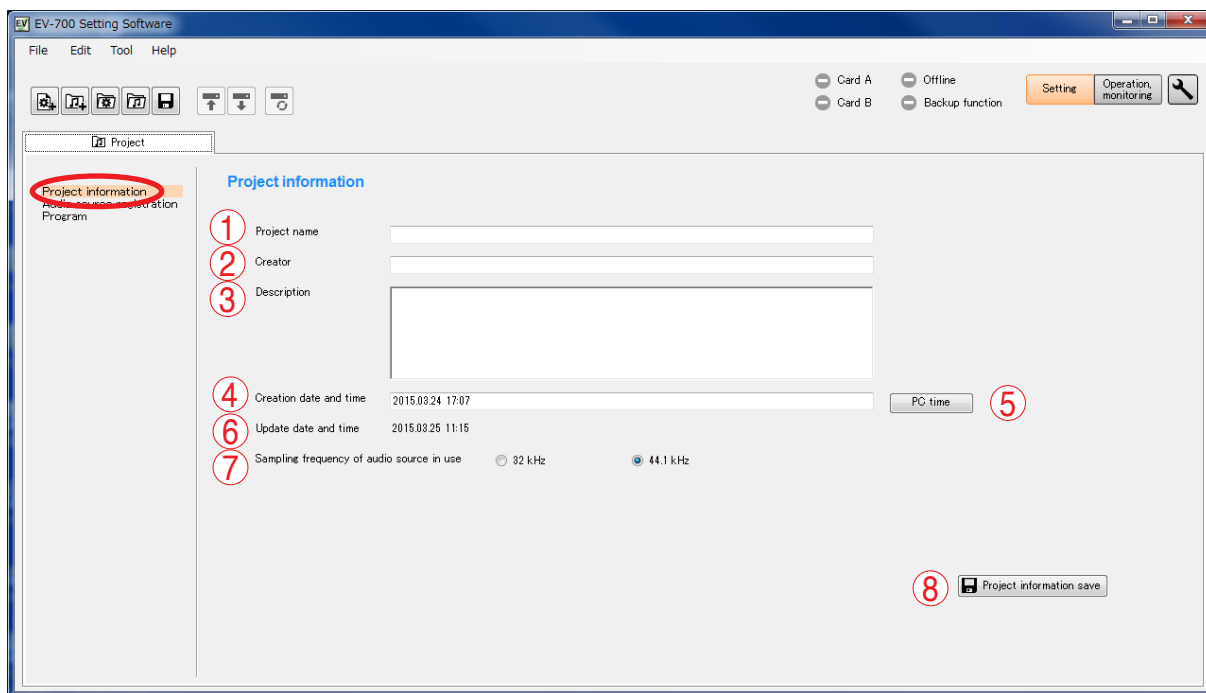 EV EV-700 Setting Software
File Edit Tool Help
Card A Offline
Card B Backup function
Setting
Operation,
monitoring
Project
Project information
Audio source registration
Program
Project information
1 Project name
2 Creator
3 Description
4 Creation date and time 2015.03.24 17:07 PC time 5
6 Update date and time 2015.03.25 11:15
7 Sampling frequency of audio source in use 32 kHz 44.1 kHz
8 Project information save